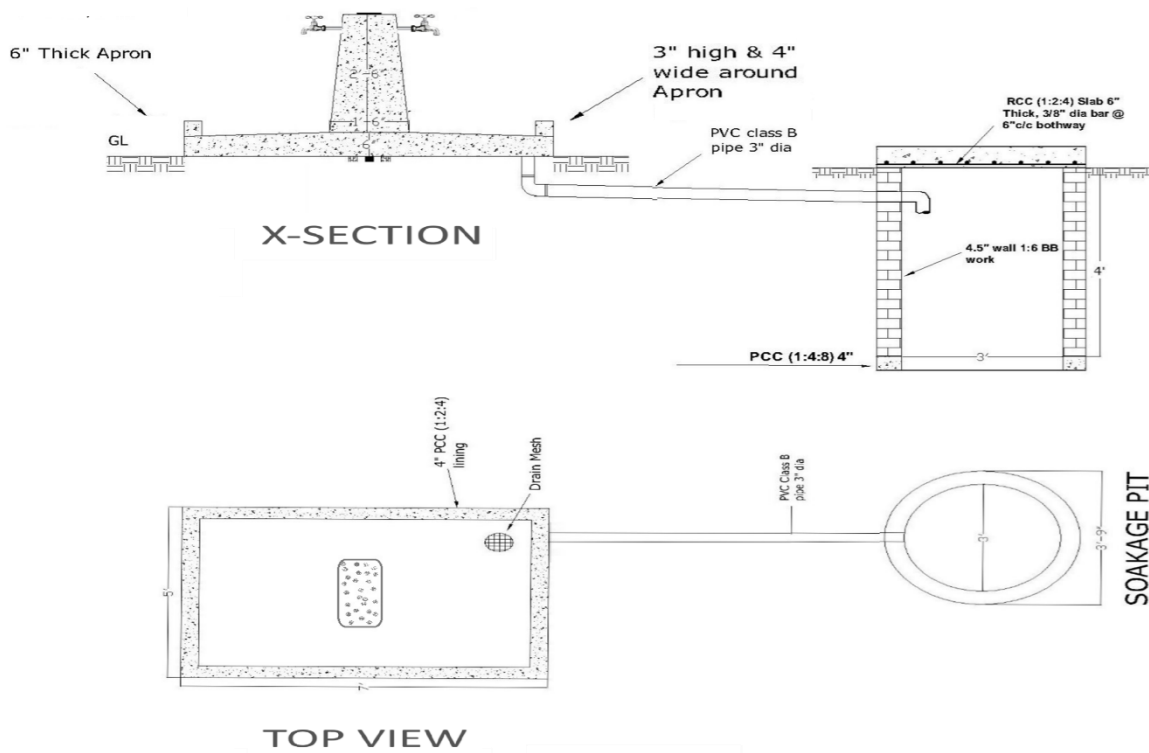 6" Thick Apron
2'-6'
1'-6'
6'
GL
3" high & 4"
wide around
Apron
PVC class B
pipe 3" dia
RCC (1:2:4) Slab 6"
Thick, 3/8" dia bar @
6"c/c bothway
X-SECTION
4.5" wall 1:6 BB
work
4'
PCC (1:4:8) 4"
3'
4" PCC (1:2:4)
lining
Drain Mesh
PVC Class B
pipe 3" dia
5'
7'
3'
3'-9'
SOAKAGE PIT
TOP VIEW